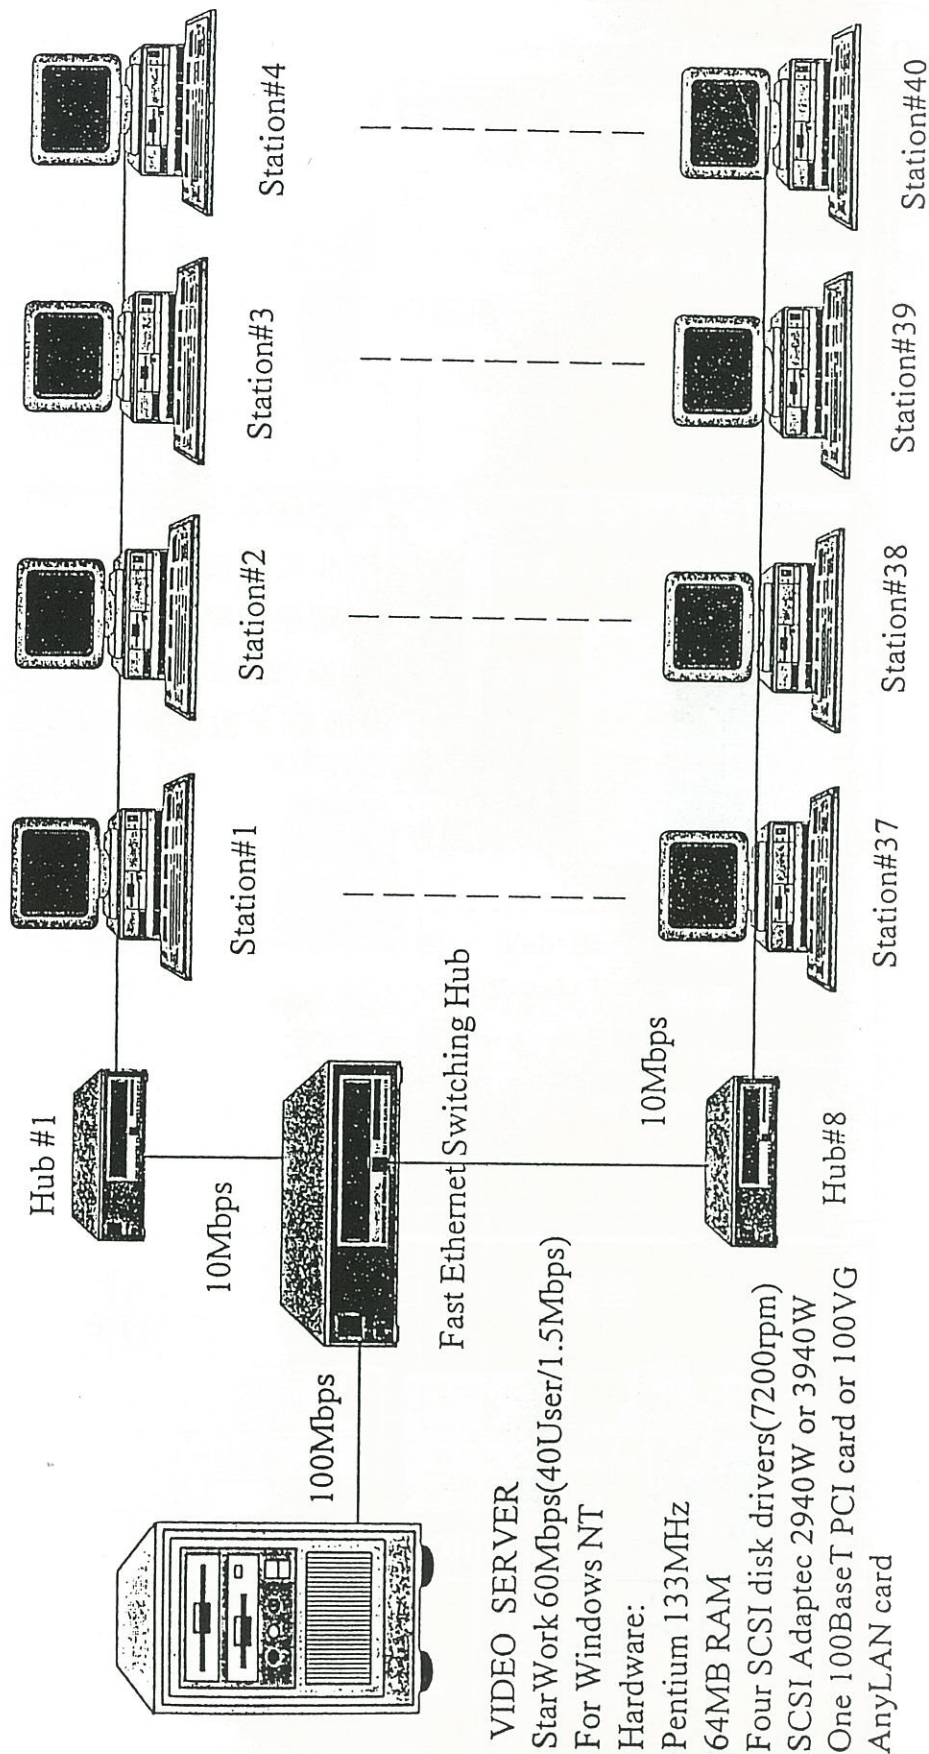 Hub #1
Station#1
Station#2
Station#3
Station#4
10Mbps
100Mbps
Fast Ethernet Switching Hub
10Mbps
Hub#8
Station#37
Station#38
Station#39
Station#40
VIDEO SERVER
StarWork 60Mbps(40User/1.5Mbps)
For Windows NT
Hardware:
Pentium 133MHz
64MB RAM
Four SCSI disk drivers(7200rpm)
SCSI Adaptec 2940W or 3940W
One 100BaseT PCI card or 100VG
AnyLAN card